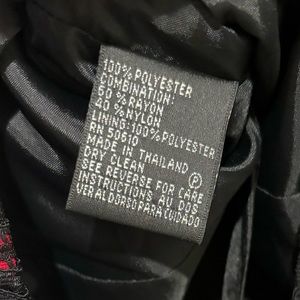 100% POLYESTER
COMBINATION:
60% RAYON
40% NYLON
LINING: 100% POLYESTER
RN 50610
MADE IN THAILAND
DRY CLEAN P
SEE REVERSE FOR CARE
INSTRUCTIONS AU DOS
VER AL DORSO PARA CUIDADO